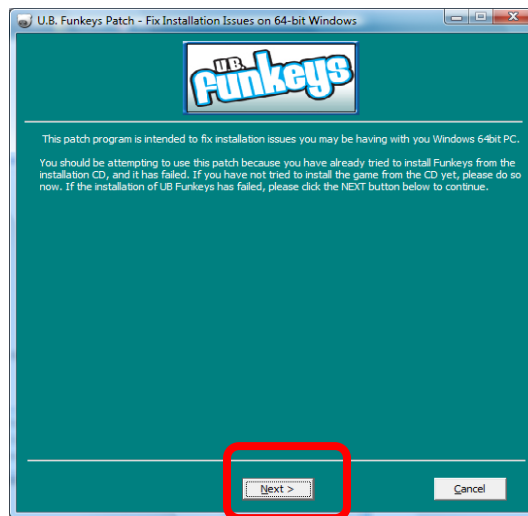 U.B. Funkeys Patch - Fix Installation Issues on 64-bit Windows
U.B.
funkeys
This patch program is intended to fix installation issues you may be having with you Windows 64bit PC.
You should be attempting to use this patch because you have already tried to install Funkeys from the
installation CD, and it has failed. If you have not tried to install the game from the CD yet, please do so
now. If the installation of UB Funkeys has failed, please click the NEXT button below to continue.
Next >
Cancel